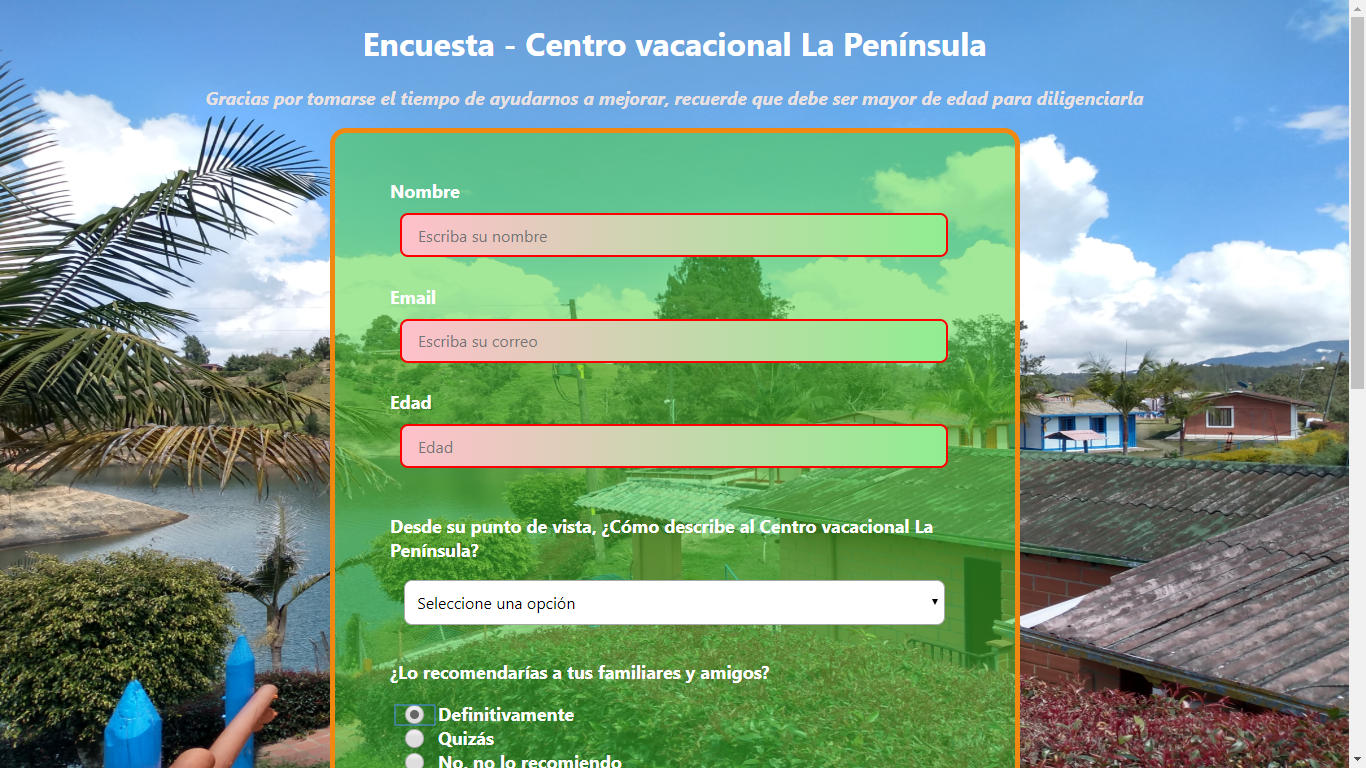 Encuesta - Centro vacacional La Península
Gracias por tomarse el tiempo de ayudarnos a mejorar, recuerde que debe ser mayor de edad para diligenciarla
Nombre
Escriba su nombre
Email
Escriba su correo
Edad
Edad
Desde su punto de vista, ¿Cómo describe al Centro vacacional La
Península?
Seleccione una opción
¿Lo recomendarías a tus familiares y amigos?
Definitivamente
Quizás
No, no lo recomiendo